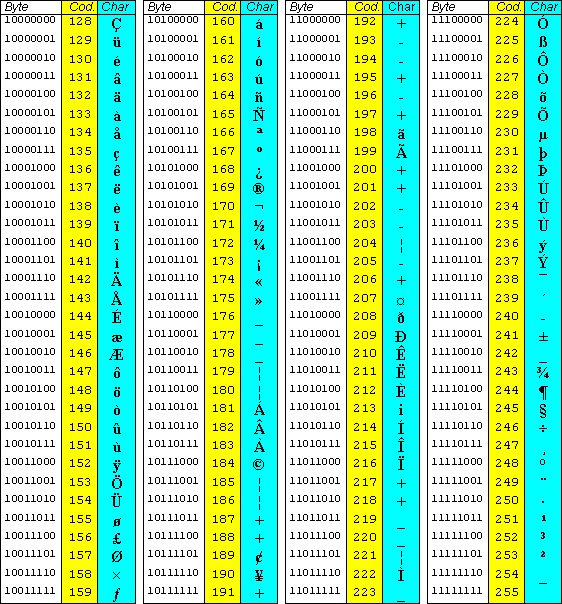 Byte Cod. Char Byte Cod. Char Byte Cod. Char Byte Cod. Char
10000000 128 Ç 10100000 160 á 11000000 192 + 11100000 224 Ó
10000001 129 ü 10100001 161 í 11000001 193 - 11100001 225 ß
10000010 130 é 10100010 162 ó 11000010 194 - 11100010 226 Ô
10000011 131 â 10100011 163 ú 11000011 195 + 11100011 227 Ò
10000100 132 ä 10100100 164 ñ 11000100 196 - 11100100 228 õ
10000101 133 à 10100101 165 Ñ 11000101 197 + 11100101 229 Õ
10000110 134 å 10100110 166 ª 11000110 198 ã 11100110 230 µ
10000111 135 ç 10100111 167 º 11000111 199 Ã 11100111 231 þ
10001000 136 ê 10101000 168 ¿ 11001000 200 + 11101000 232 Þ
10001001 137 ë 10101001 169 ® 11001001 201 + 11101001 233 Ú
10001010 138 è 10101010 170 ¬ 11001010 202 - 11101010 234 Û
10001011 139 ï 10101011 171 ½ 11001011 203 - 11101011 235 Ù
10001100 140 î 10101100 172 ¼ 11001100 204 ¦ 11101100 236 ý
10001101 141 ì 10101101 173 ¡ 11001101 205 - 11101101 237 Ý
10001110 142 Ä 10101110 174 « 11001110 206 + 11101110 238 ¯
10001111 143 Å 10101111 175 » 11001111 207 ¤ 11101111 239 ´
10010000 144 É 10110000 176 _ 11010000 208 ð 11110000 240 -
10010001 145 æ 10110001 177 _ 11010001 209 Ð 11110001 241 ±
10010010 146 Æ 10110010 178 _ 11010010 210 Ê 11110010 242 _
10010011 147 ô 10110011 179 ¦ 11010011 211 Ë 11110011 243 ¾
10010100 148 ö 10110100 180 ¦ 11010100 212 È 11110100 244 ¶
10010101 149 ò 10110101 181 Á 11010101 213 i 11110101 245 §
10010110 150 û 10110110 182 Â 11010110 214 Í 11110110 246 ÷
10010111 151 ù 10110111 183 À 11010111 215 Î 11110111 247 ¸
10011000 152 ÿ 10111000 184 © 11011000 216 Ï 11111000 248 °
10011001 153 Ö 10111001 185 ¦ 11011001 217 + 11111001 249 ¨
10011010 154 Ü 10111010 186 ¦ 11011010 218 + 11111010 250 ·
10011011 155 ø 10111011 187 + 11011011 219 _ 11111011 251 ¹
10011100 156 £ 10111100 188 + 11011100 220 _ 11111100 252 ³
10011101 157 Ø 10111101 189 ¢ 11011101 221 ¦ 11111101 253 ²
10011110 158 × 10111110 190 ¥ 11011110 222 Ì 11111110 254 _
10011111 159 ƒ 10111111 191 + 11011111 223 _ 11111111 255